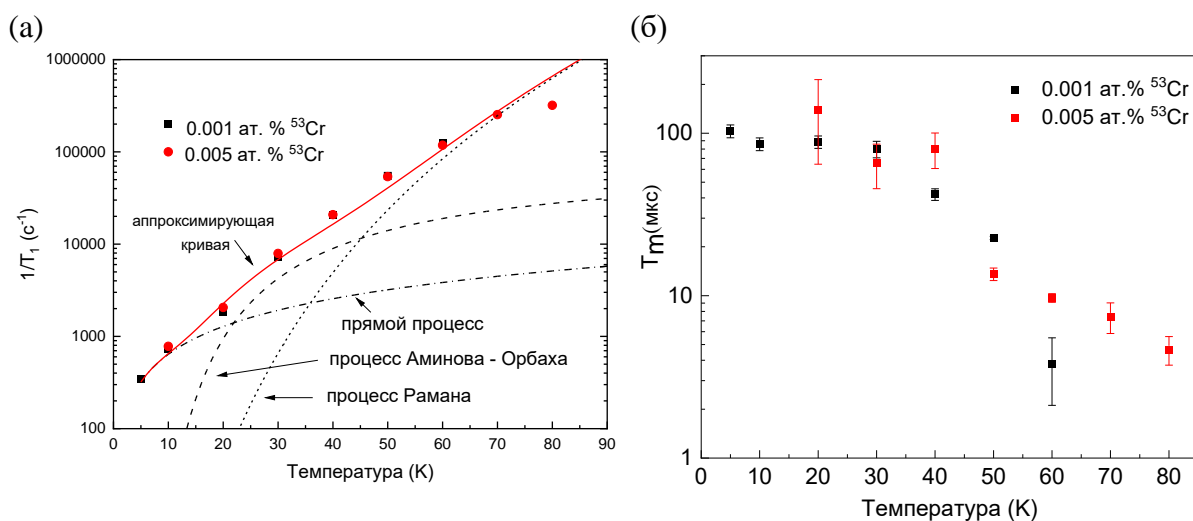 (а)
1000000
100000
10000
1000
100
1/T₁ (с⁻¹)
0.001 ат. % ⁵³Cr
0.005 ат. % ⁵³Cr
аппроксимирующая
кривая
прямой процесс
процесс Аминова - Орбаха
процесс Рамана
0 10 20 30 40 50 60 70 80 90
Температура (K)
(б)
100
10
1
Tm(мкс)
0.001 ат.% ⁵³Cr
0.005 ат.% ⁵³Cr
0 10 20 30 40 50 60 70 80
Температура (K)